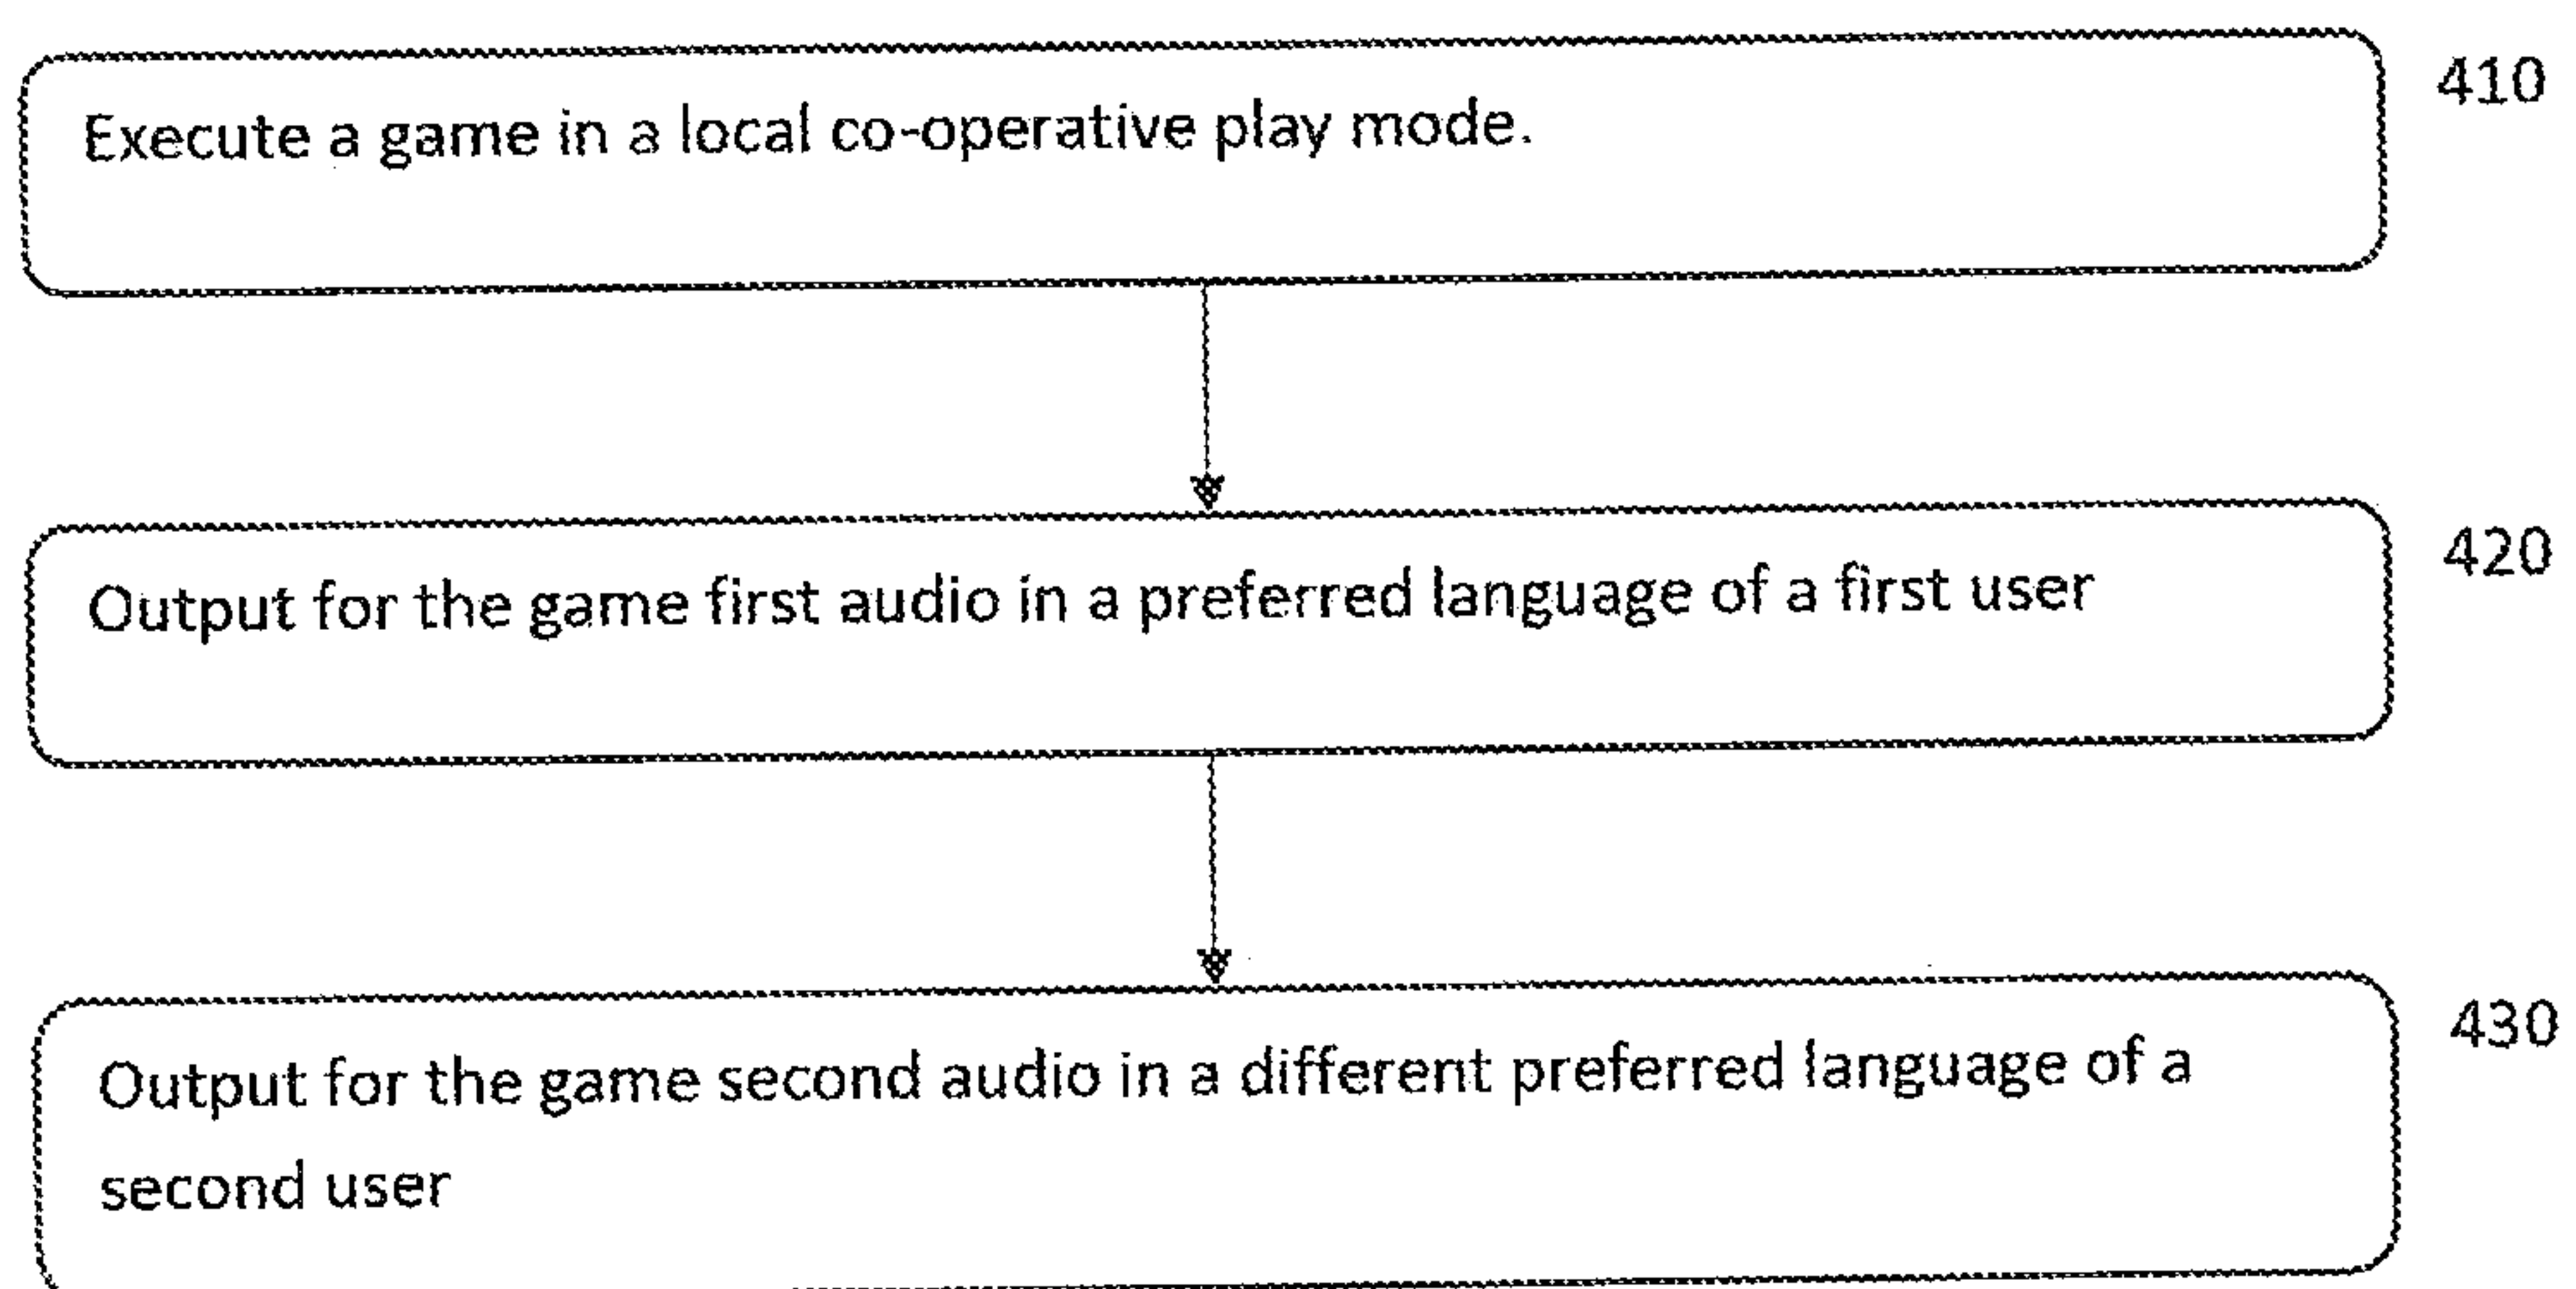 Execute a game in a local co-operative play mode.
410
Output for the game first audio in a preferred language of a first user
420
Output for the game second audio in a different preferred language of a
second user
430